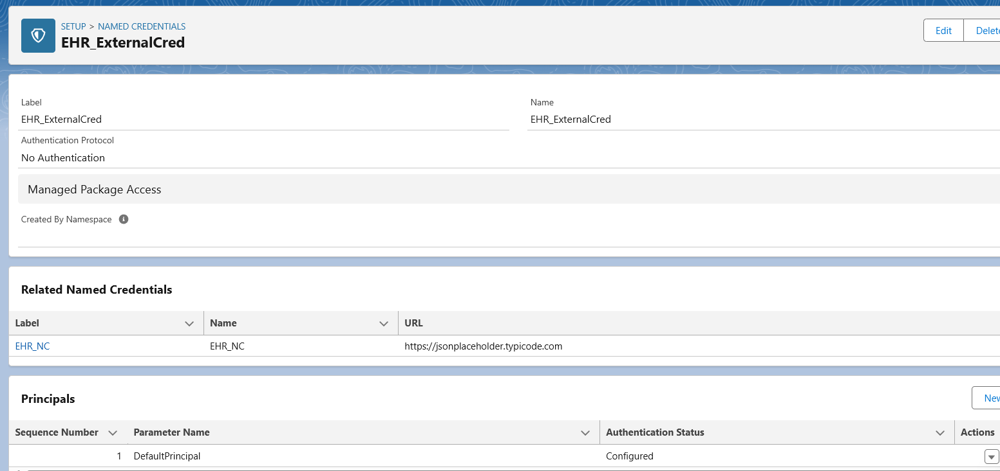 SETUP > NAMED CREDENTIALS
EHR_ExternalCred
Edit
Delete
Label
EHR_ExternalCred
Name
EHR_ExternalCred
Authentication Protocol
No Authentication
Managed Package Access
Created By Namespace
Related Named Credentials
Label Name URL
EHR_NC EHR_NC https://jsonplaceholder.typicode.com
Principals
New
Sequence Number Parameter Name Authentication Status Actions
1 DefaultPrincipal Configured